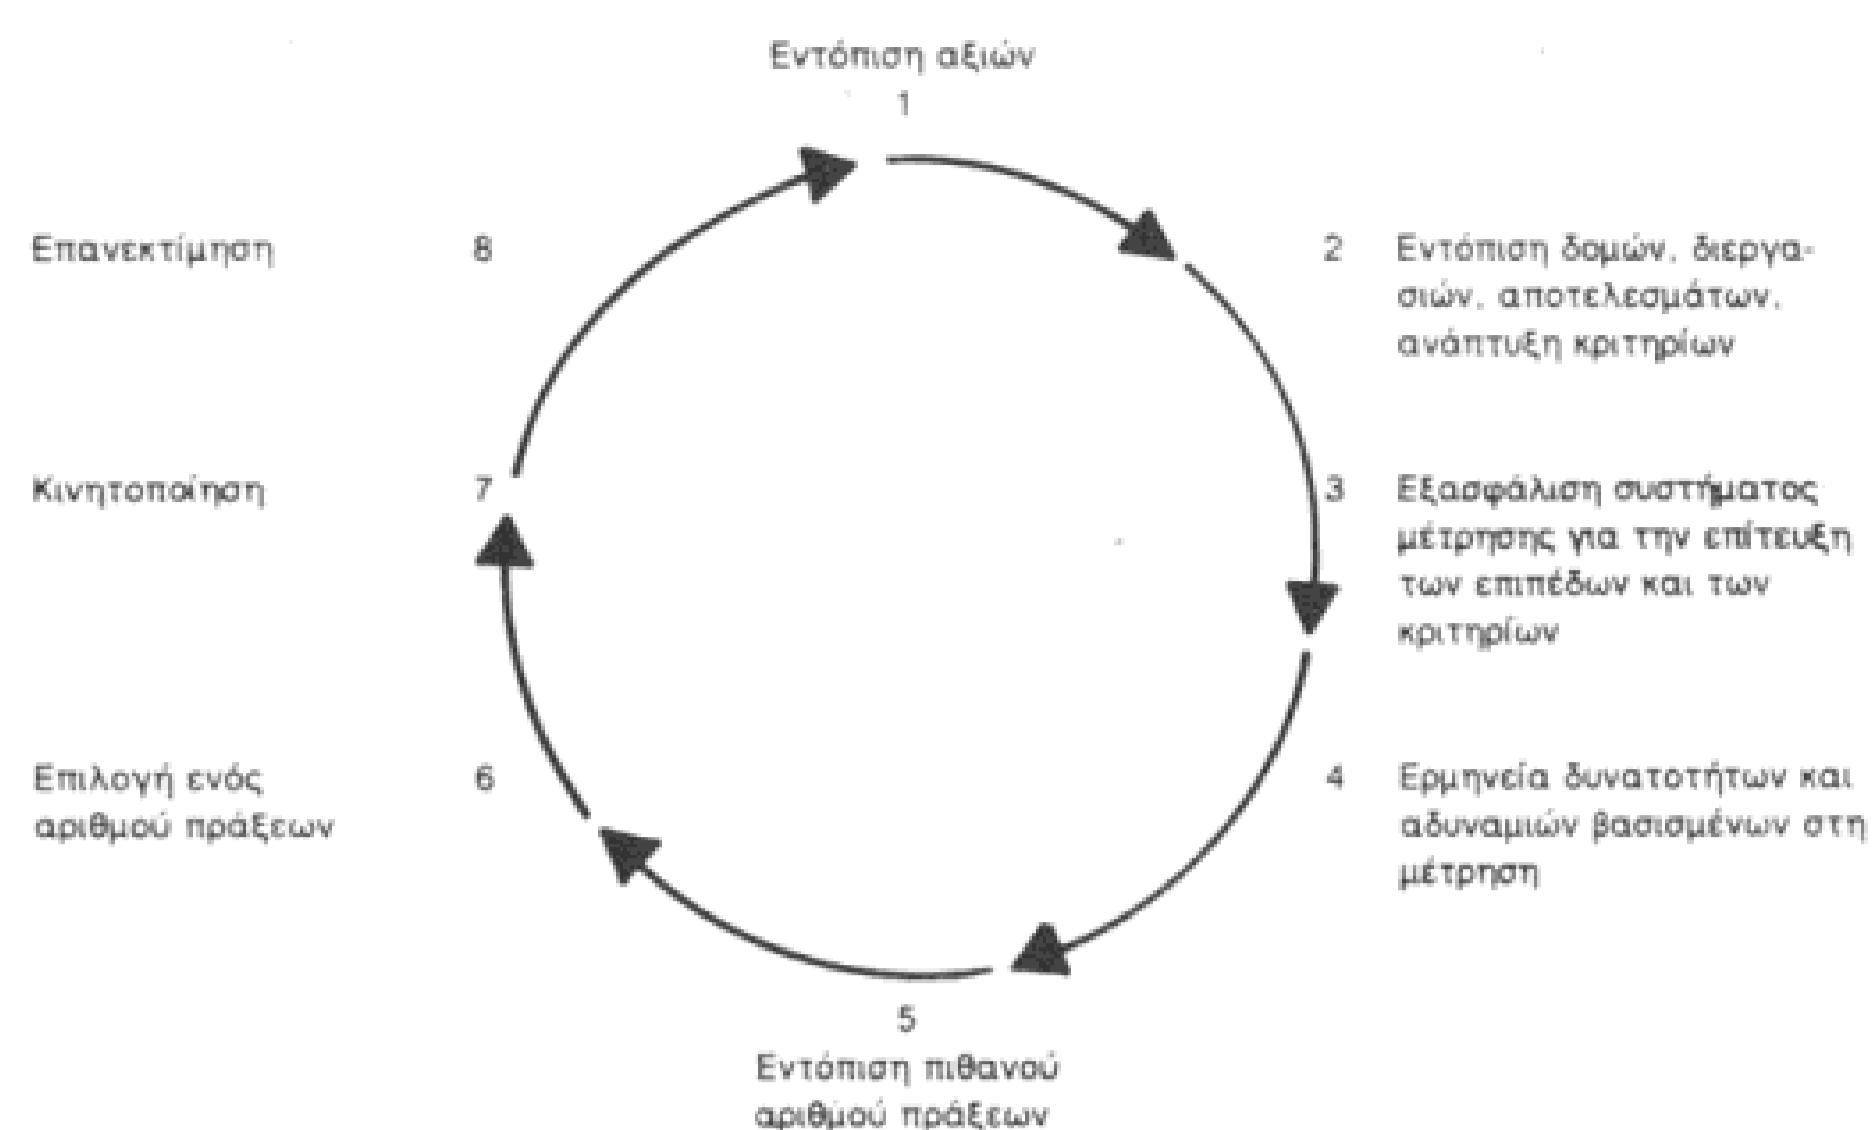 Εντόπιση αξιών
1
2 Εντόπιση δομών, διεργα-
σιών, αποτελεσμάτων,
ανάπτυξη κριτηρίων
3 Εξασφάλιση συστήματος
μέτρησης για την επίτευξη
των επιπέδων και των
κριτηρίων
4 Ερμηνεία δυνατοτήτων και
αδυναμιών βασισμένων στη
μέτρηση
5
Εντόπιση πιθανού
αριθμού πράξεων
Επιλογή ενός 6
αριθμού πράξεων
Κινητοποίηση 7
Επανεκτίμηση 8